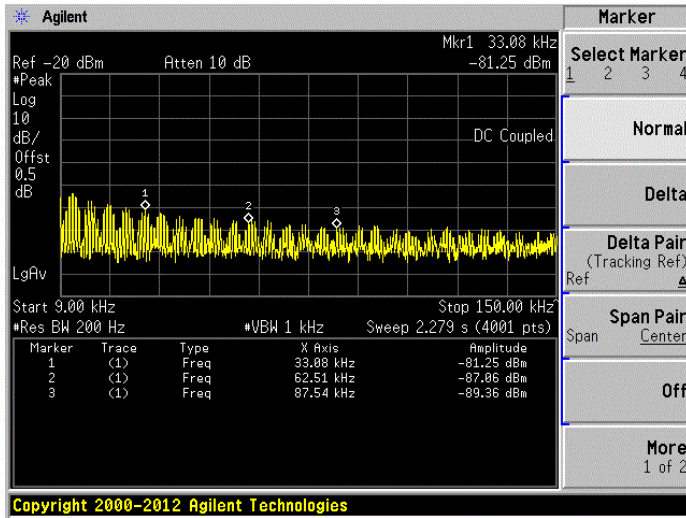 Agilent
Marker
Mkr1 33.08 kHz
Ref -20 dBm Atten 10 dB -81.25 dBm
#Peak
Log
10
dB/
Offst
0.5
dB
DC Coupled
1
2
3
LgAv
Start 9.00 kHz Stop 150.00 kHz^
#Res BW 200 Hz #VBW 1 kHz Sweep 2.279 s (4001 pts)
Marker Trace Type X Axis Amplitude
1 (1) Freq 33.08 kHz -81.25 dBm
2 (1) Freq 62.51 kHz -87.06 dBm
3 (1) Freq 87.54 kHz -89.36 dBm
Select Marker
1 2 3 4
Normal
Delta
Delta Pair
(Tracking Ref)
Ref Δ
Span Pair
Span Center
Off
More
1 of 2
Copyright 2000-2012 Agilent Technologies